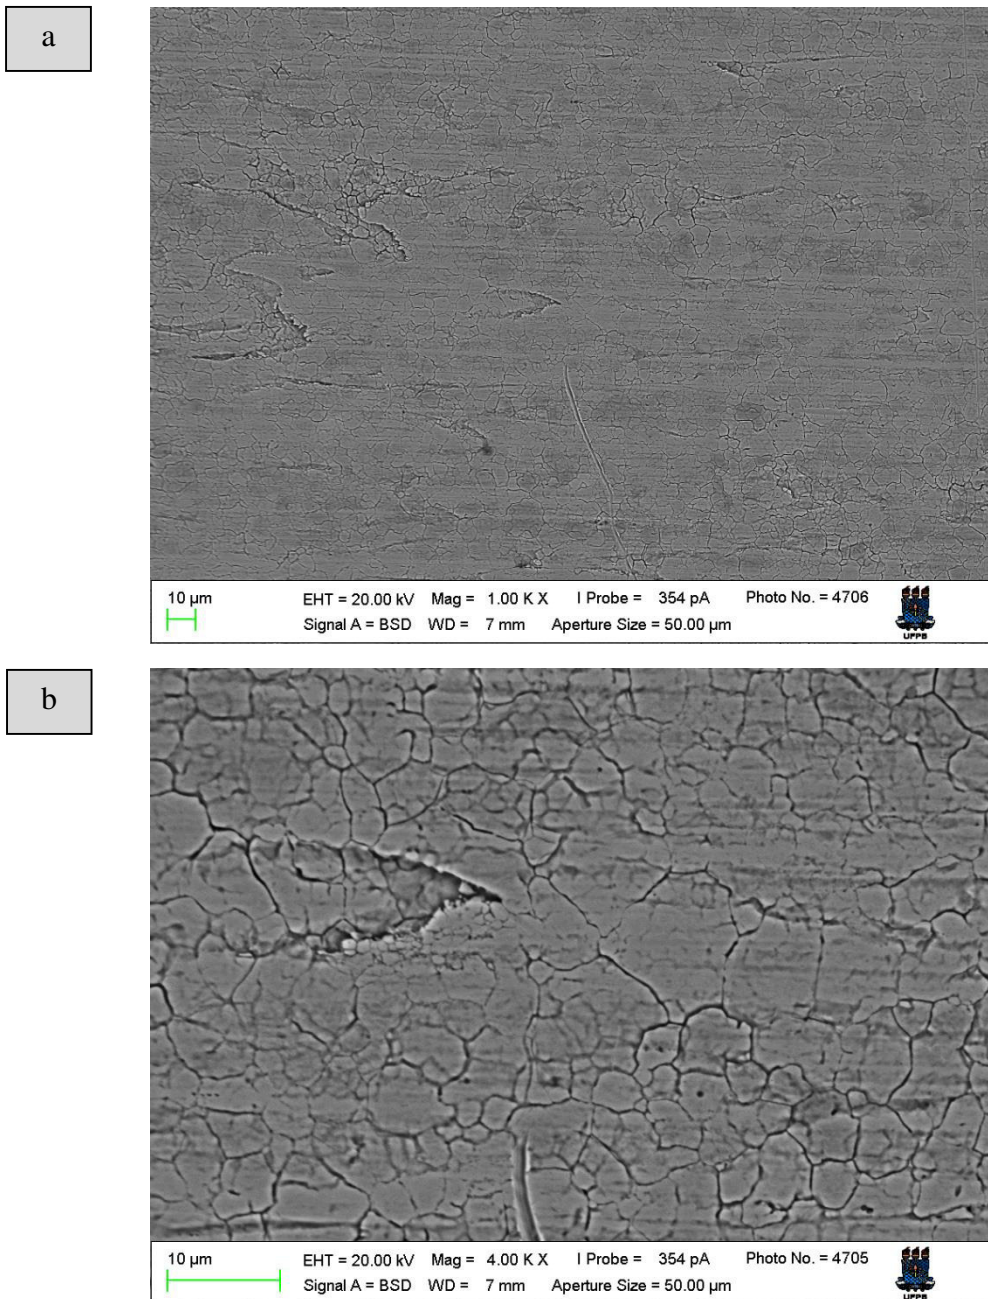 a
10 µm EHT = 20.00 kV Mag = 1.00 K X I Probe = 354 pA Photo No. = 4706
Signal A = BSD WD = 7 mm Aperture Size = 50.00 µm
UFPB
b
10 µm EHT = 20.00 kV Mag = 4.00 K X I Probe = 354 pA Photo No. = 4705
Signal A = BSD WD = 7 mm Aperture Size = 50.00 µm
UFPB